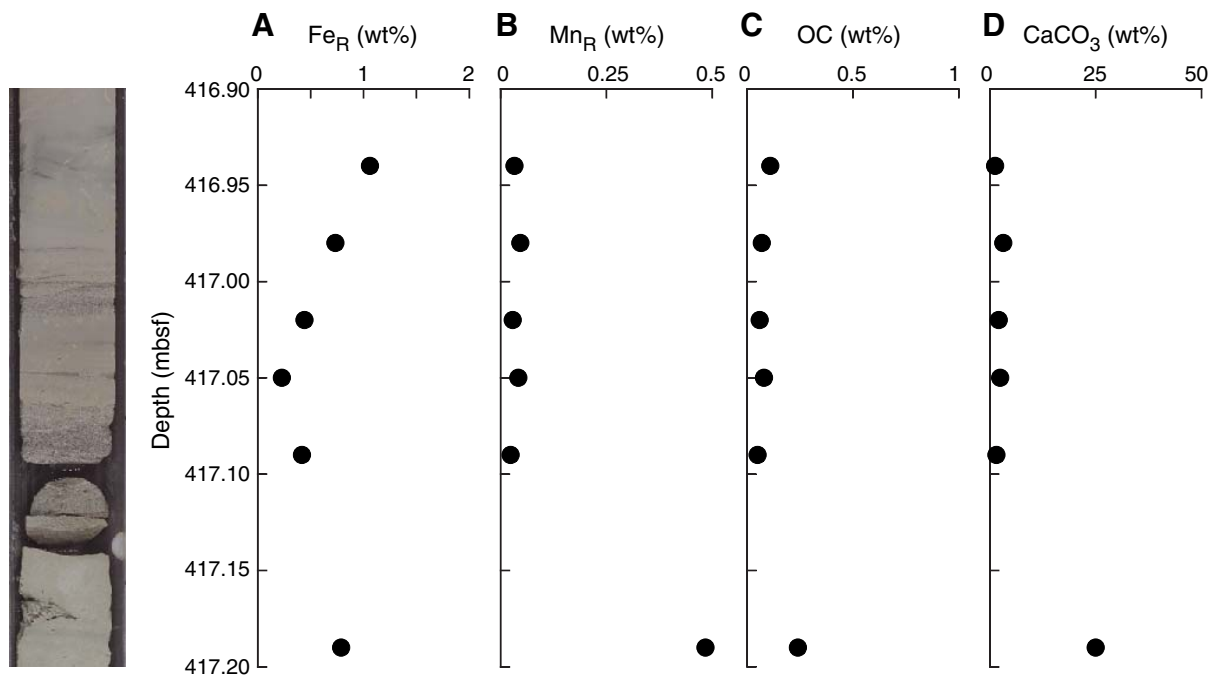 A Fe_R (wt%)
B Mn_R (wt%)
C OC (wt%)
D CaCO_3 (wt%)
0 1 2
0 0.25 0.5
0 0.5 1
0 25 50
416.90
416.95
417.00
417.05
417.10
417.15
417.20
Depth (mbsf)